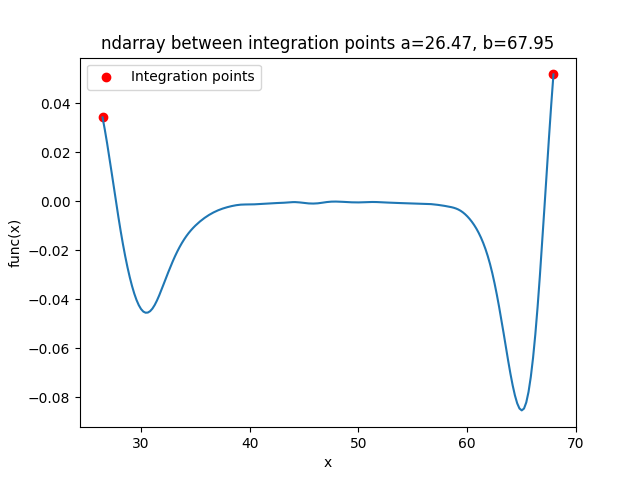 ndarray between integration points a=26.47, b=67.95
Integration points
0.04
0.02
0.00
−0.02
−0.04
−0.06
−0.08
func(x)
30 40 50 60 70
x